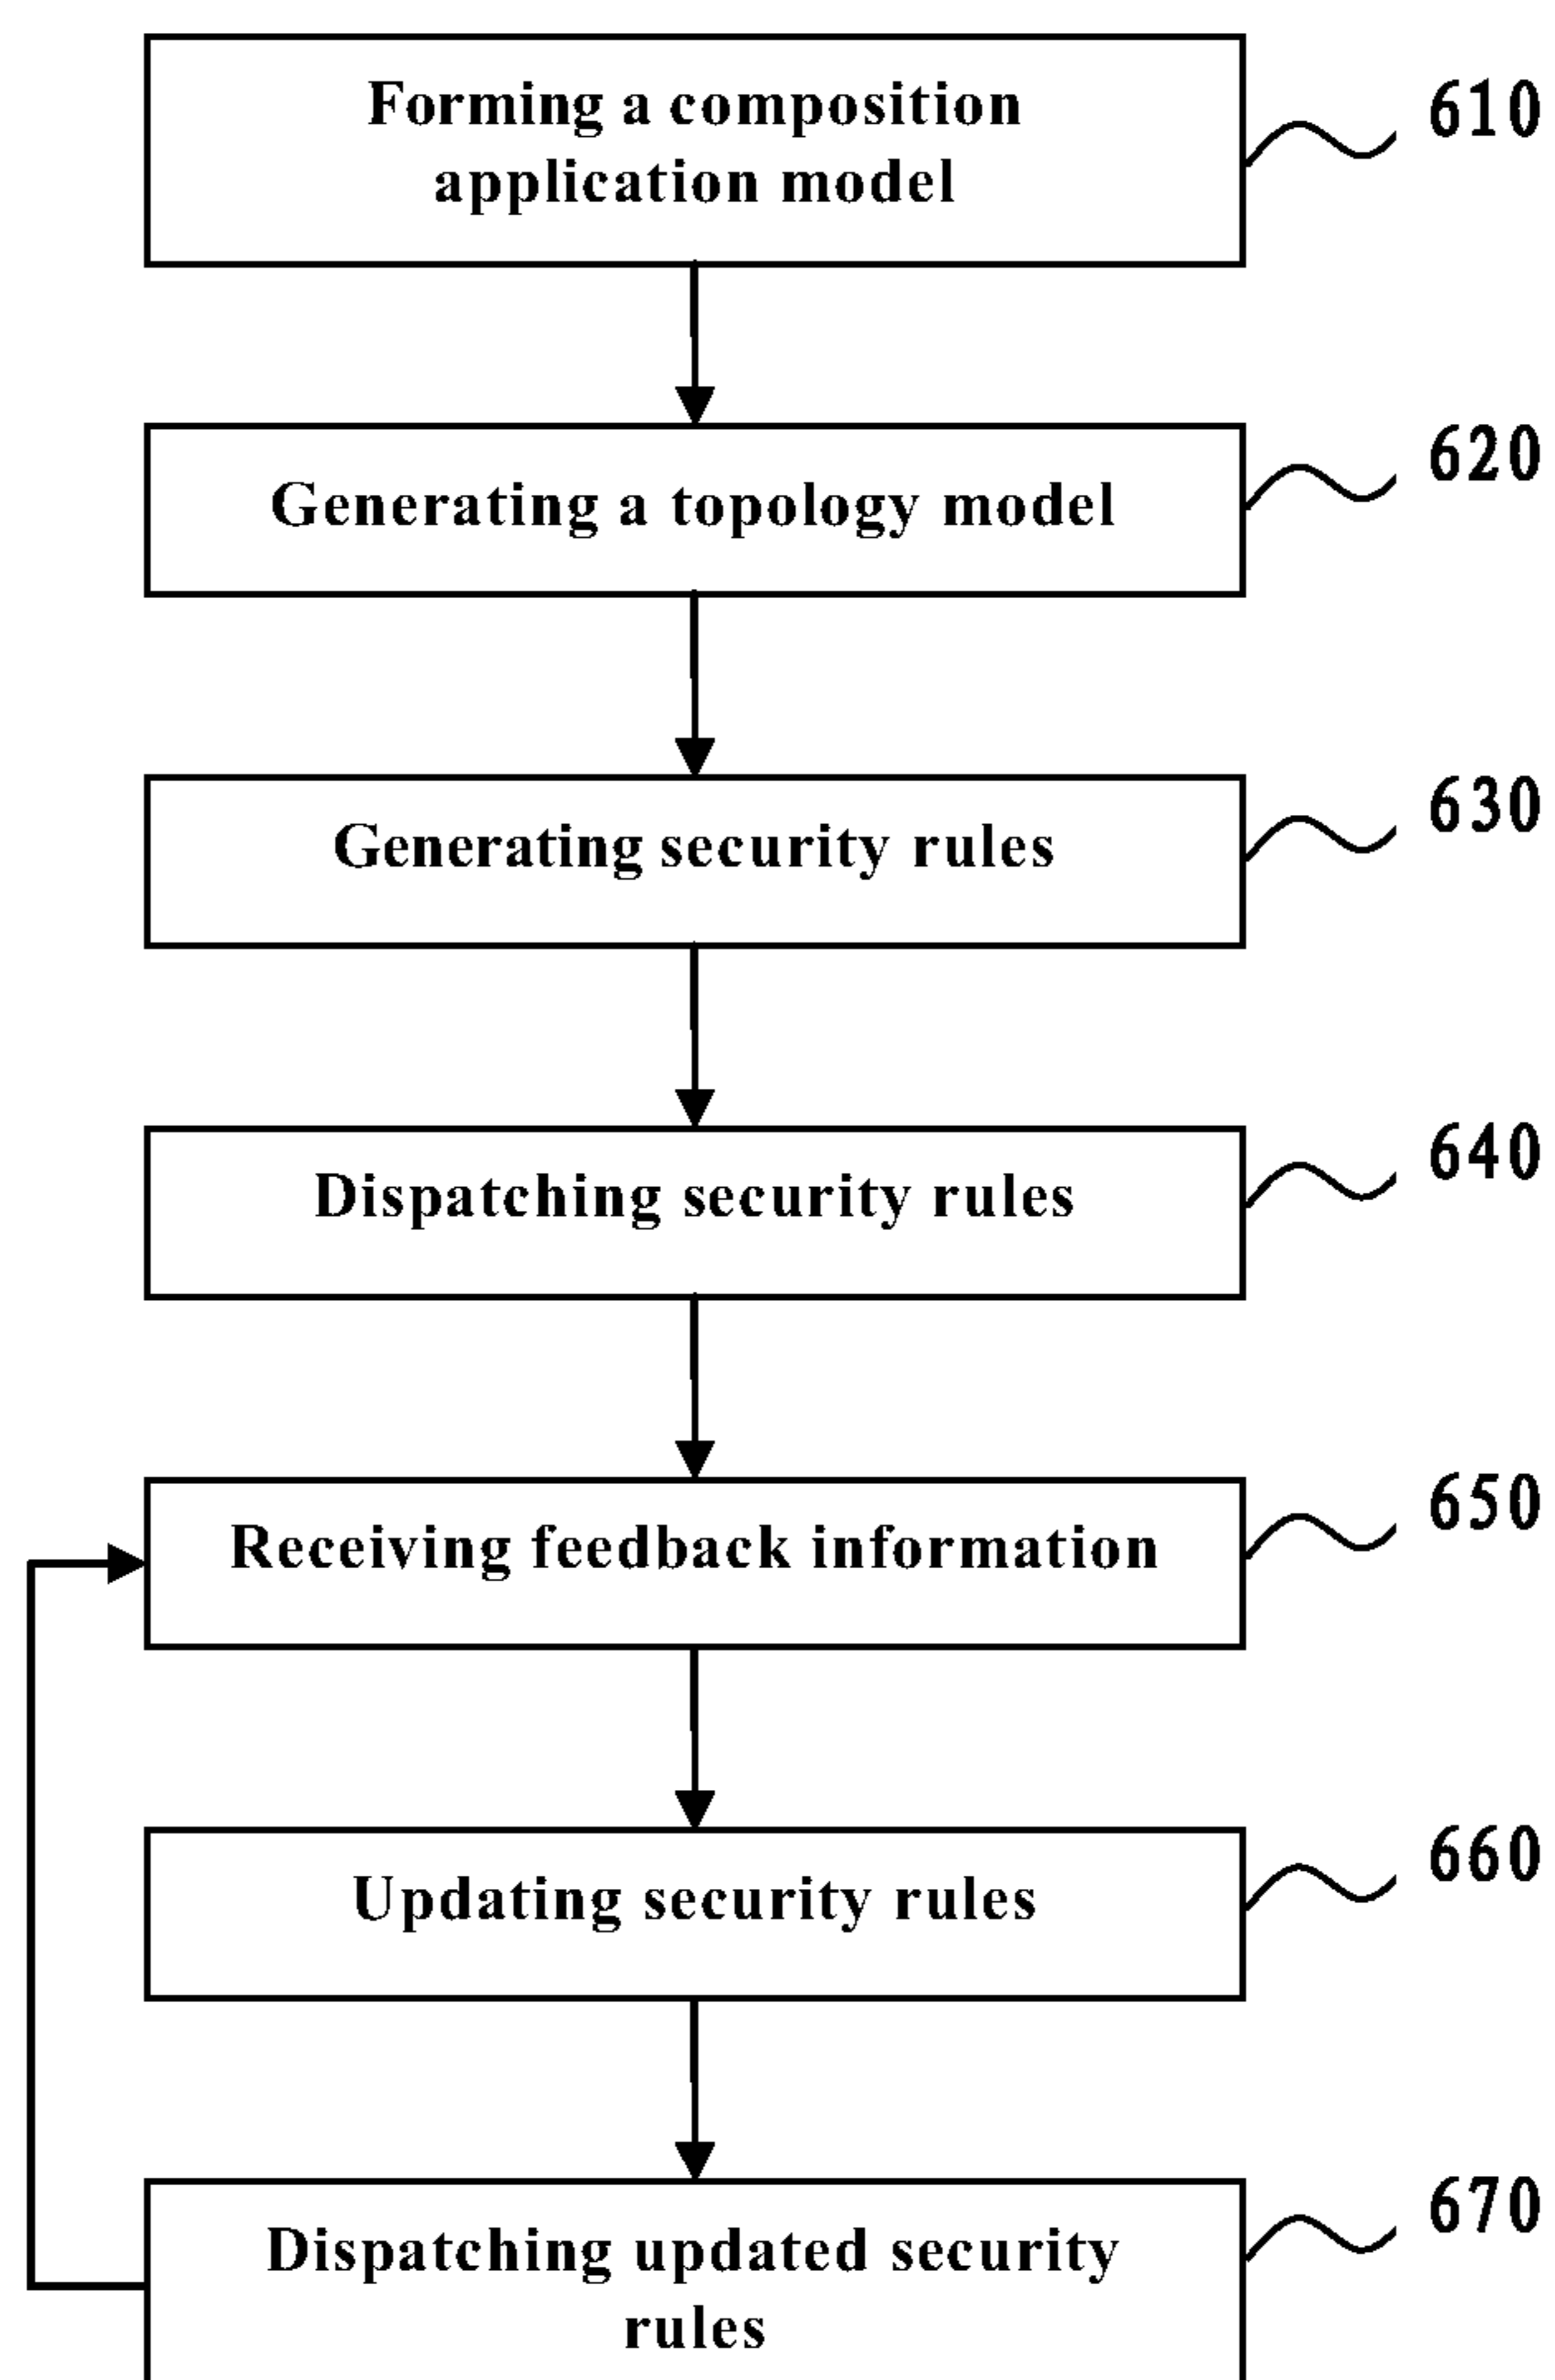 Forming a composition
application model
610
Generating a topology model
620
Generating security rules
630
Dispatching security rules
640
Receiving feedback information
650
Updating security rules
660
Dispatching updated security
rules
670